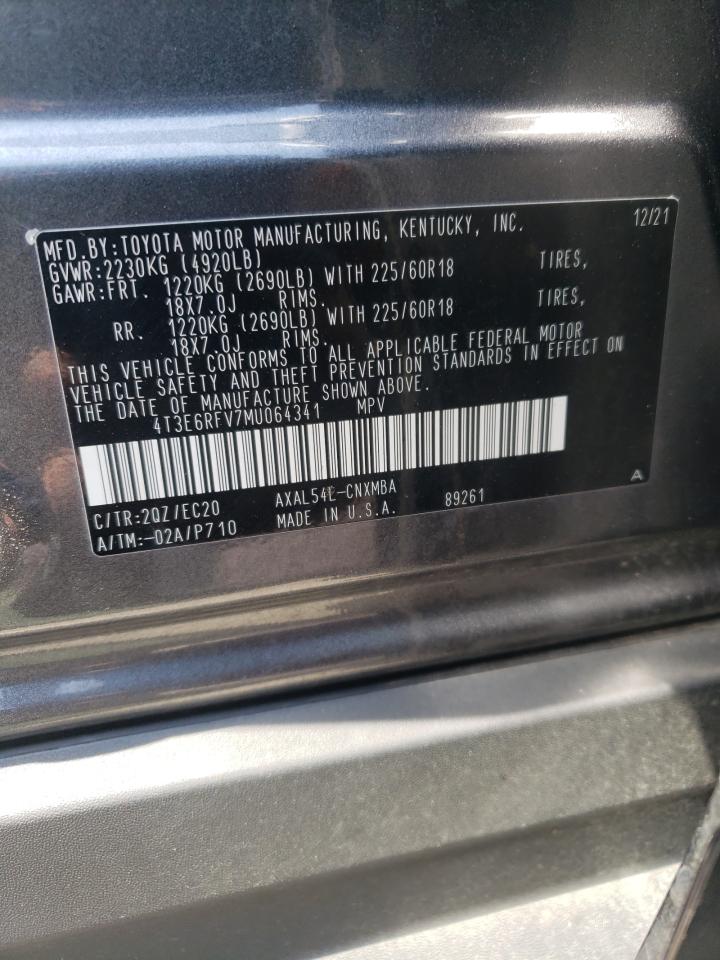 MFD.BY:TOYOTA MOTOR MANUFACTURING, KENTUCKY, INC. 12/21
GVWR:2230KG (4920LB)
GAWR:FRT. 1220KG (2690LB) WITH 225/60R18 TIRES,
18X7.0J RIMS.
RR. 1220KG (2690LB) WITH 225/60R18 TIRES,
18X7.0J RIMS.
THIS VEHICLE CONFORMS TO ALL APPLICABLE FEDERAL MOTOR
VEHICLE SAFETY AND THEFT PREVENTION STANDARDS IN EFFECT ON
THE DATE OF MANUFACTURE SHOWN ABOVE.
4T3E6RFV7MU064341 MPV
A
C/TR:2QZ/EC20 AXAL54L-CNXMBA 89261
A/TM:-02A/P710 MADE IN U.S.A.